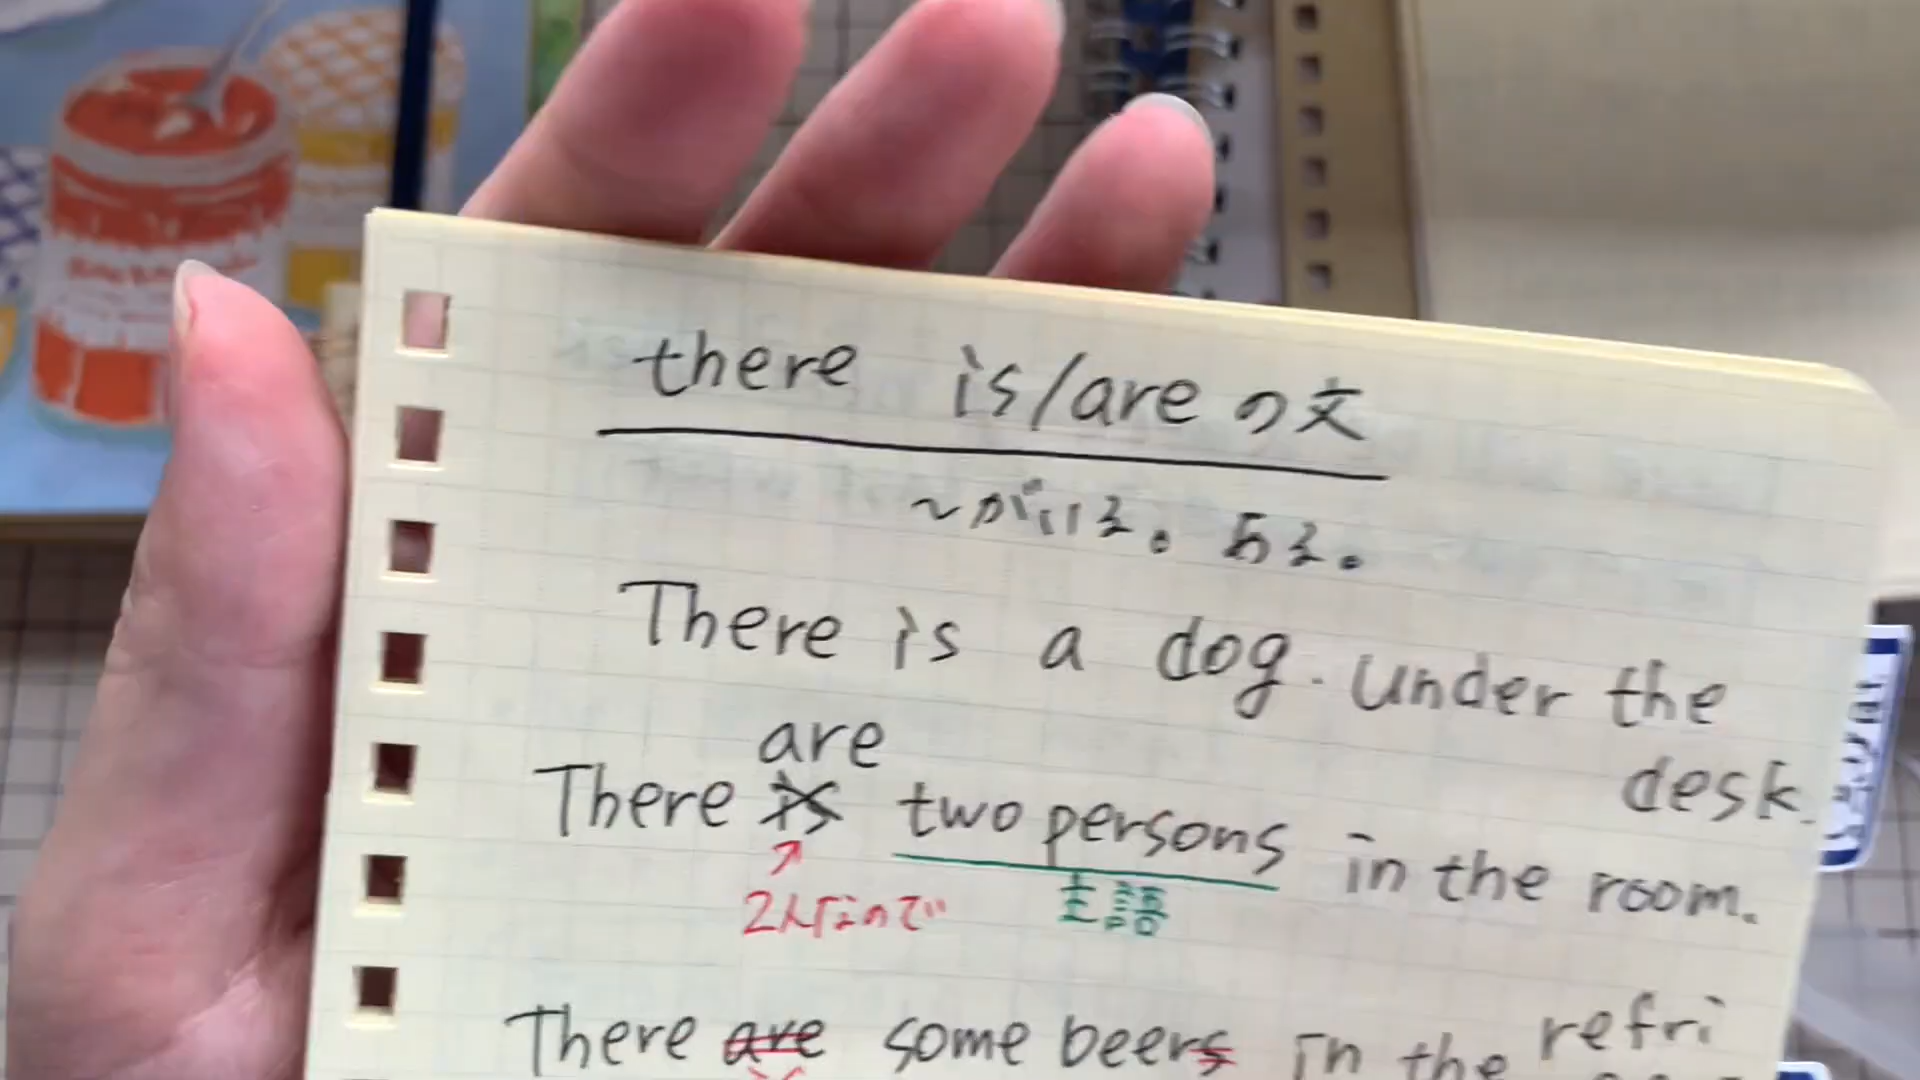 there is/are の文
～がいる。ある。
There is a dog. under the
desk.
are
There is two persons in the room.
2人なので
主語
There are some beers in the refri